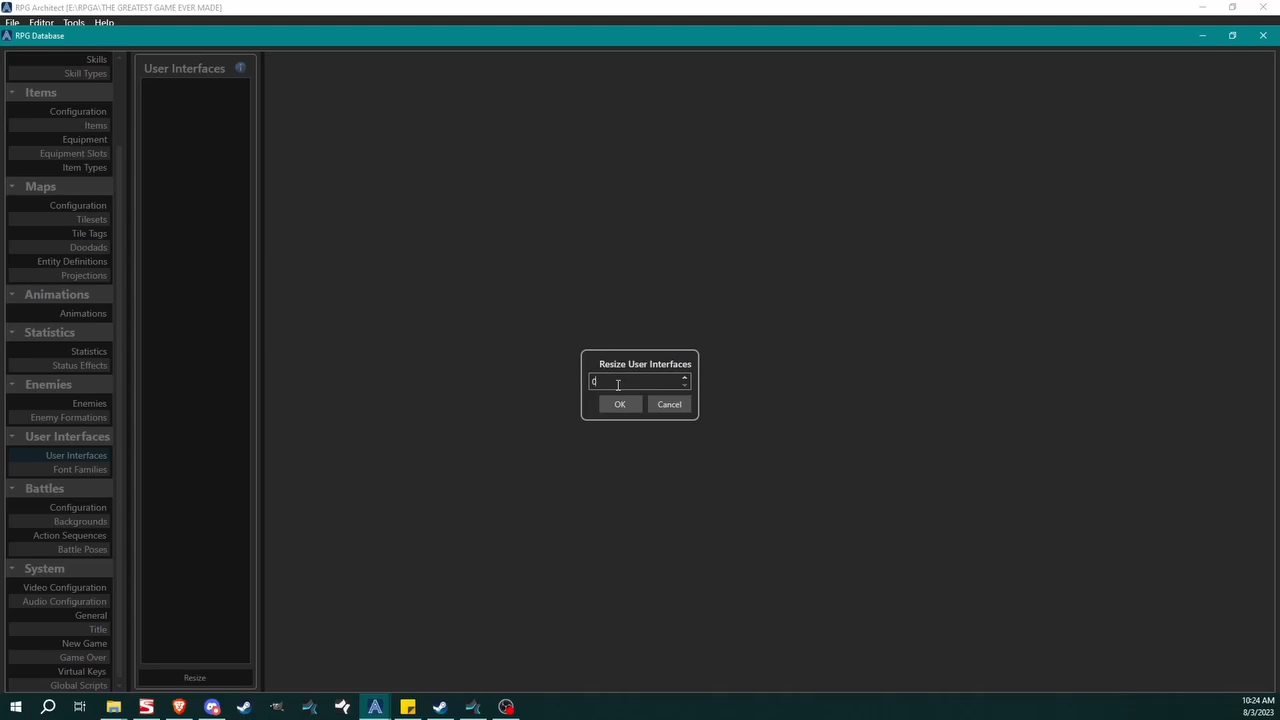 RPG Architect [E:\RPGA\THE GREATEST GAME EVER MADE]
File Editor Tools Help
RPG Database
Skills
Skill Types
Items
Configuration
Items
Equipment
Equipment Slots
Item Types
Maps
Configuration
Tilesets
Tile Tags
Doodads
Entity Definitions
Projections
Animations
Animations
Statistics
Statistics
Status Effects
Enemies
Enemies
Enemy Formations
User Interfaces
User Interfaces
Font Families
Battles
Configuration
Backgrounds
Action Sequences
Battle Poses
System
Video Configuration
Audio Configuration
General
Title
New Game
Game Over
Virtual Keys
Global Scripts
User Interfaces
Resize
Resize User Interfaces
0
OK Cancel
10:24 AM
8/3/2023